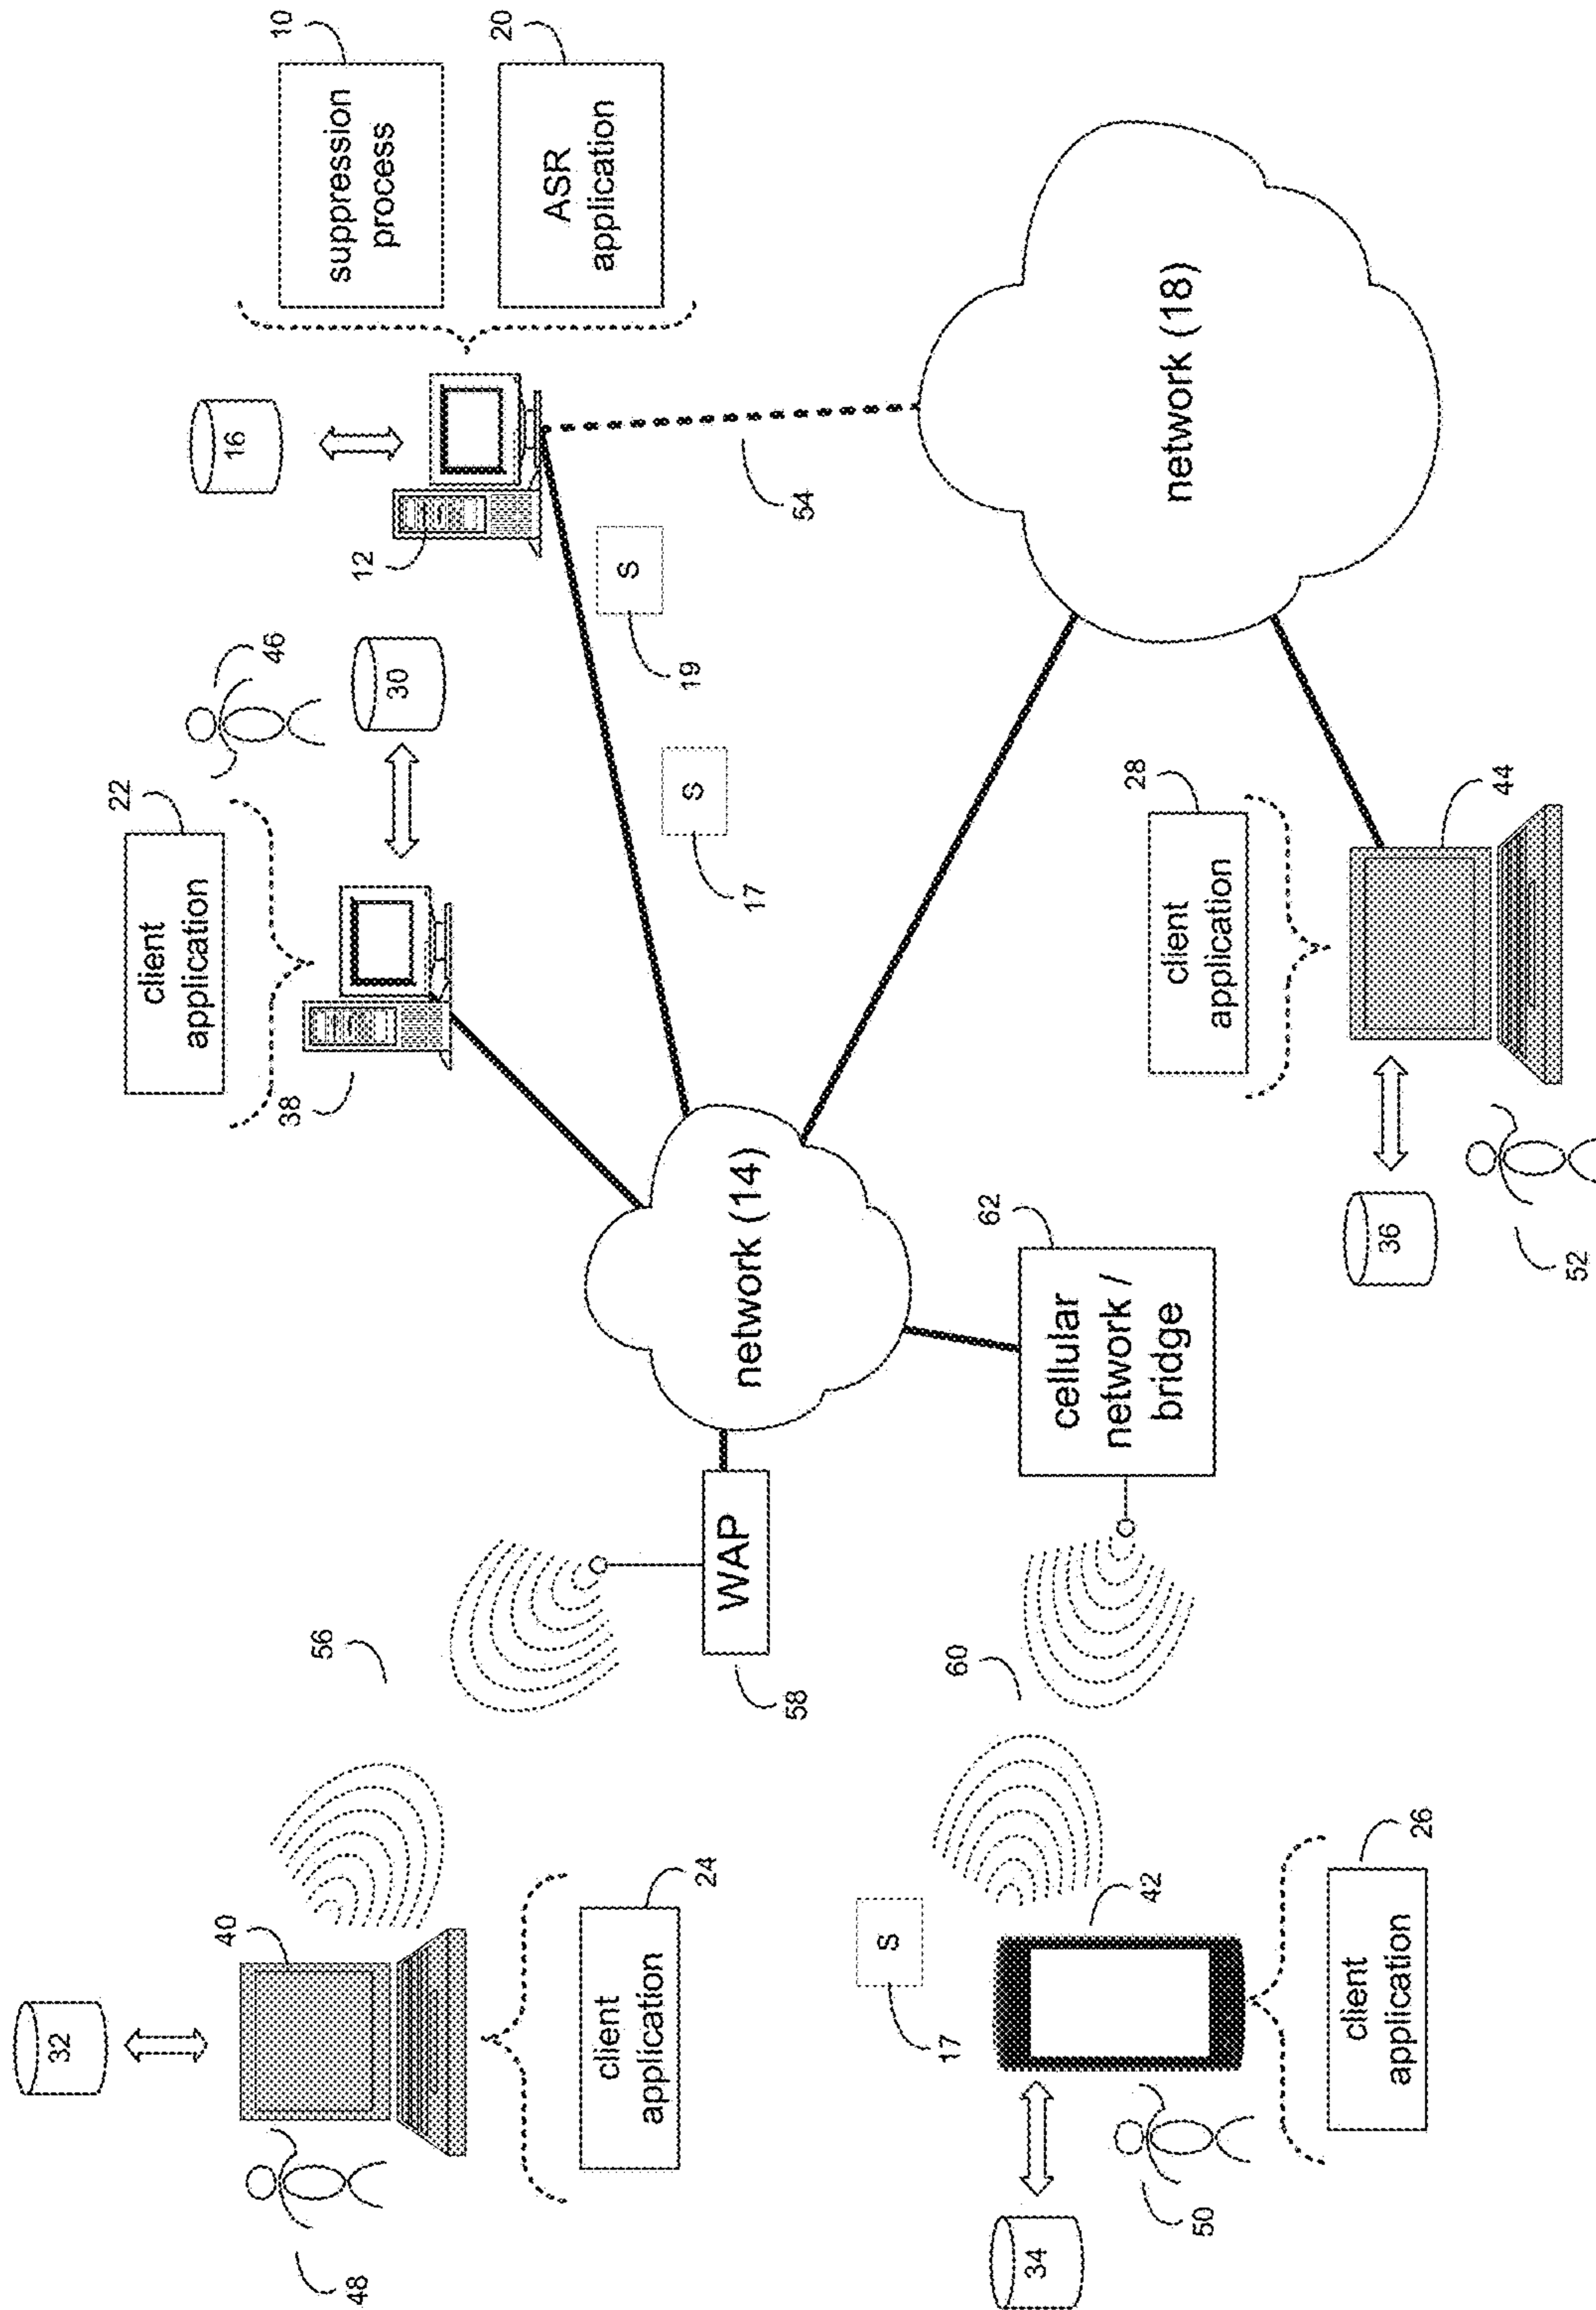 32
40
48
client
application
24
56
WAP
58
client
application
22
38
46
30
16
12
suppression
process
10
ASR
application
20
S
19
S
17
54
network (14)
network (18)
S
17
34
42
50
client
application
26
60
cellular
network /
bridge
62
client
application
28
44
36
52